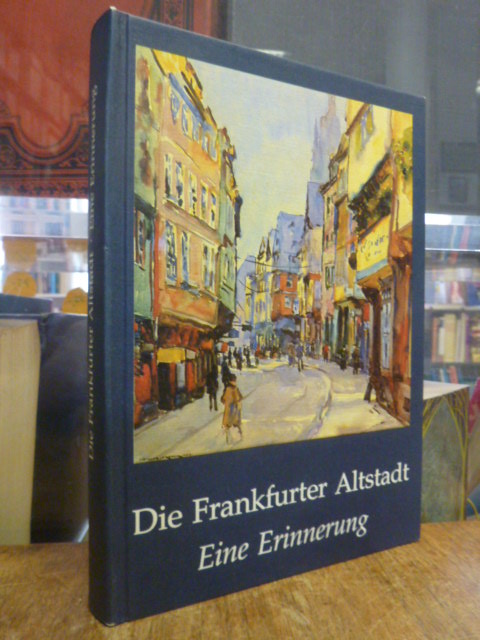 Die Frankfurter Altstadt
Eine Erinnerung
Die Frankfurter Altstadt Eine Erinnerung